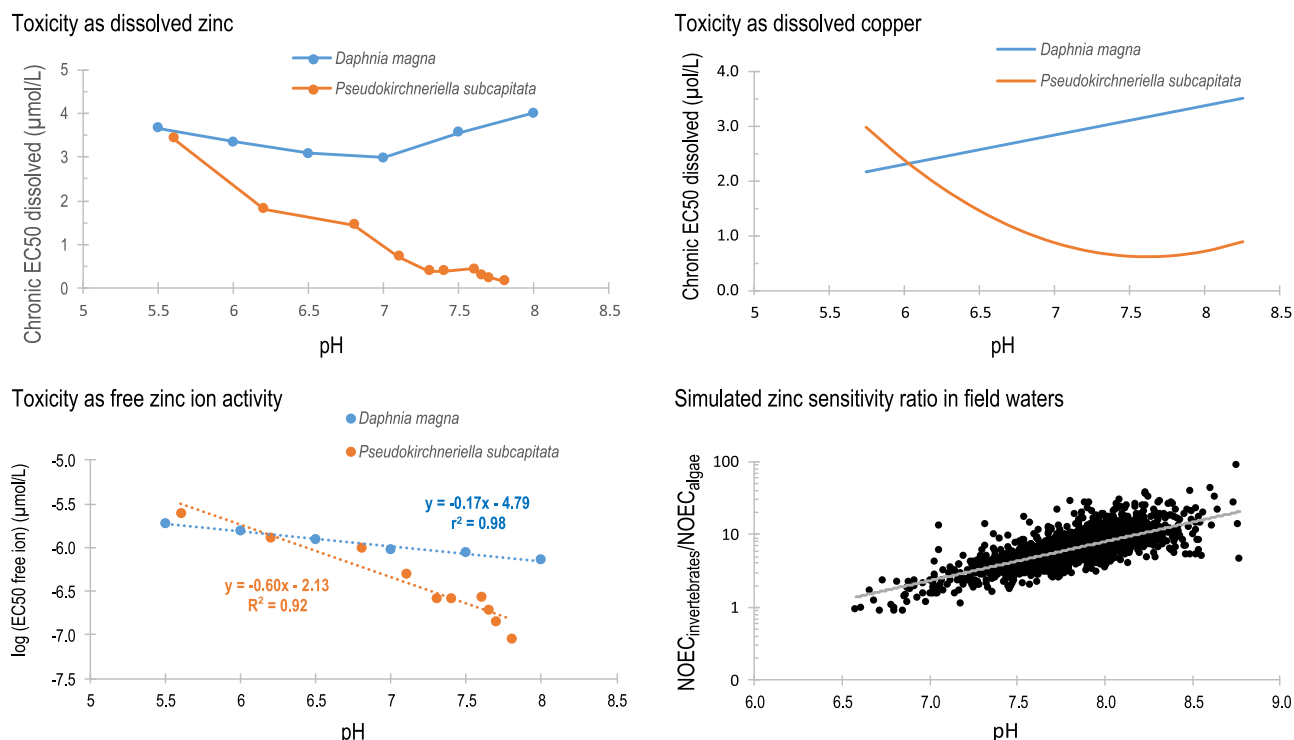 Toxicity as dissolved zinc
Daphnia magna
Pseudokirchneriella subcapitata
Chronic EC50 dissolved (µmol/L)
5
4
3
2
1
0
5
5.5
6
6.5
7
7.5
8
8.5
pH
Toxicity as dissolved copper
Daphnia magna
Pseudokirchneriella subcapitata
Chronic EC50 dissolved (µol/L)
4.0
3.0
2.0
1.0
0.0
5
5.5
6
6.5
7
7.5
8
8.5
pH
Toxicity as free zinc ion activity
Daphnia magna
Pseudokirchneriella subcapitata
log (EC50 free ion) (µmol/L)
-5.0
-5.5
-6.0
-6.5
-7.0
-7.5
y = -0.17x - 4.79
r² = 0.98
y = -0.60x - 2.13
R² = 0.92
5
5.5
6
6.5
7
7.5
8
8.5
pH
Simulated zinc sensitivity ratio in field waters
NOECinvertebrates/NOECalgae
100
10
1
0
6.0
7.0
7.5
8.0
8.5
9.0
pH